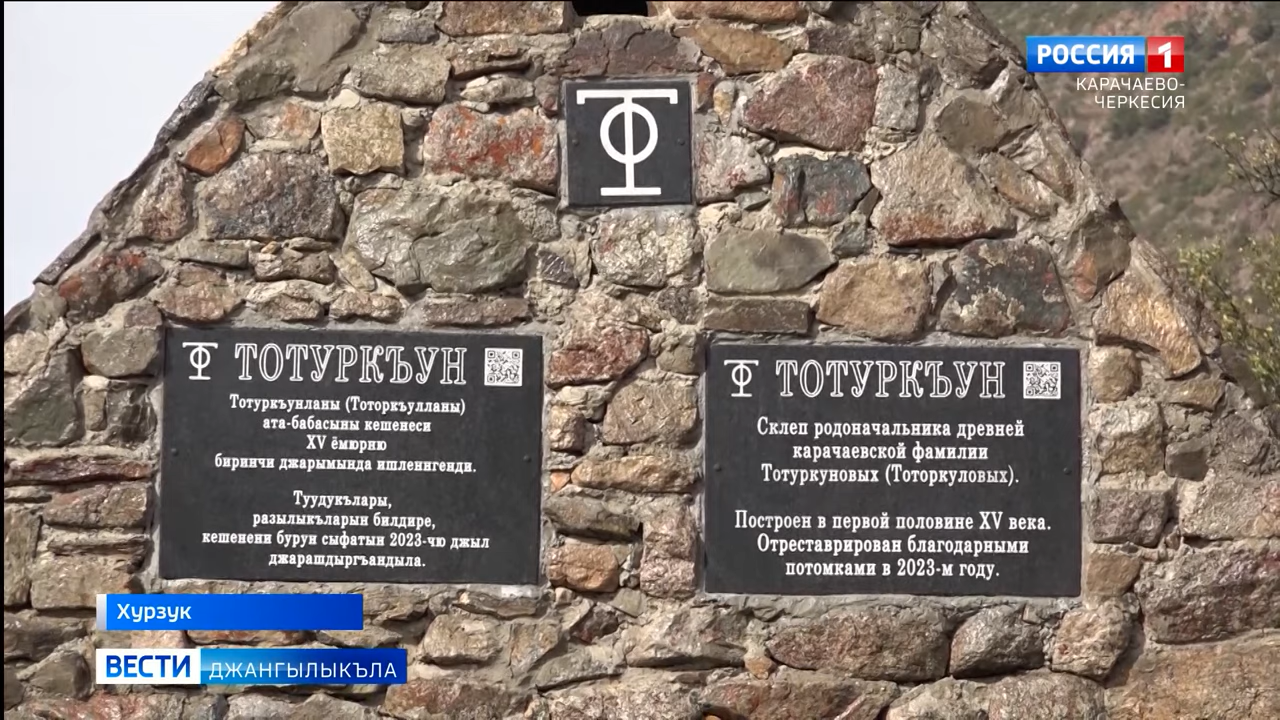 РОССИЯ 1
КАРАЧАЕВО-
ЧЕРКЕСИЯ
ТОТУРКЪУН
Тотуркъунланы (Тоторкъулланы)
ата-бабасыны кешенеси
XV ёмюрню
биринчи джарымында ишленнгенди.
Туудукълары,
разылыкъларын билдире,
кешенени бурун сыфатын 2023-чю джыл
джарашдыргъандыла.
ТОТУРКЪУН
Склеп родоначальника древней
карачаевской фамилии
Тотуркуновых (Тоторкуловых).
Построен в первой половине XV века.
Отреставрирован благодарными
потомками в 2023-м году.
Хурзук
ВЕСТИ ДЖАНГЫЛЫКЪЛА